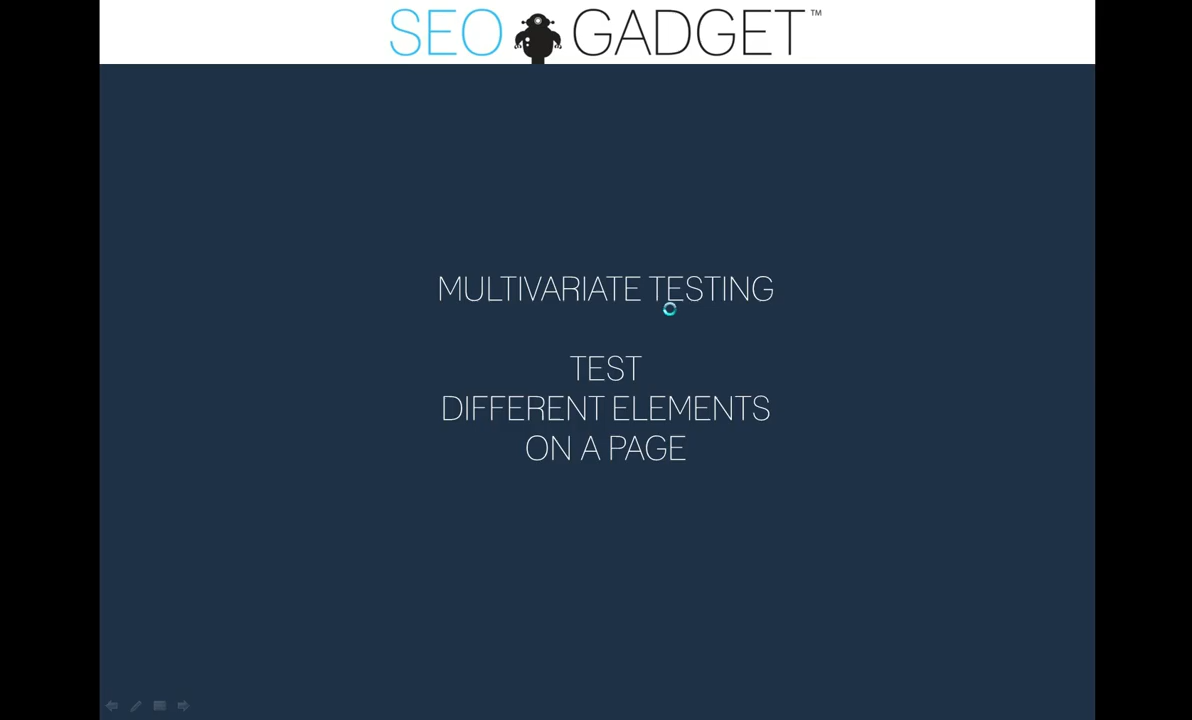 SEO GADGET™
MULTIVARIATE TESTING
TEST
DIFFERENT ELEMENTS
ON A PAGE